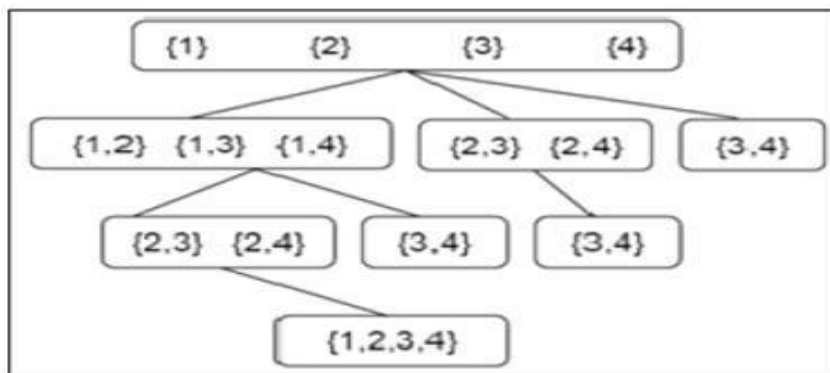 {1} {2} {3} {4}
{1,2} {1,3} {1,4} {2,3} {2,4} {3,4}
{2,3} {2,4} {3,4} {3,4}
{1,2,3,4}